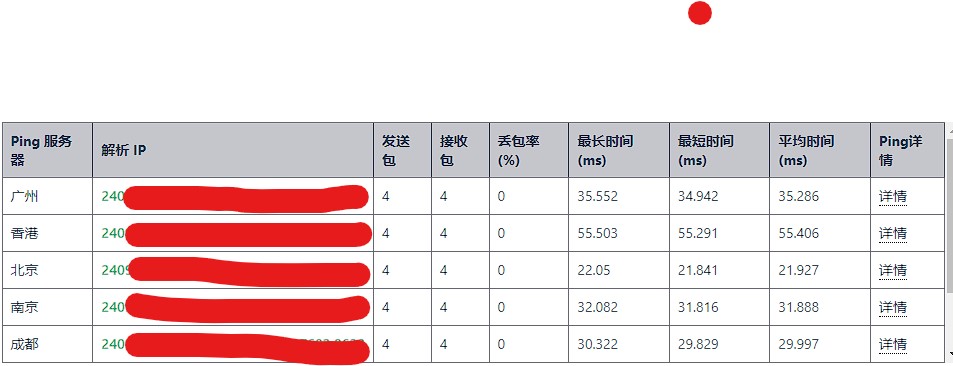 Ping 服务器 解析 IP 发送包 接收包 丢包率(%) 最长时间(ms) 最短时间(ms) 平均时间(ms) Ping详情
广州 240 4 4 0 35.552 34.942 35.286 详情
香港 240 4 4 0 55.503 55.291 55.406 详情
北京 240 4 4 0 22.05 21.841 21.927 详情
南京 240 4 4 0 32.082 31.816 31.888 详情
成都 240 4 4 0 30.322 29.829 29.997 详情